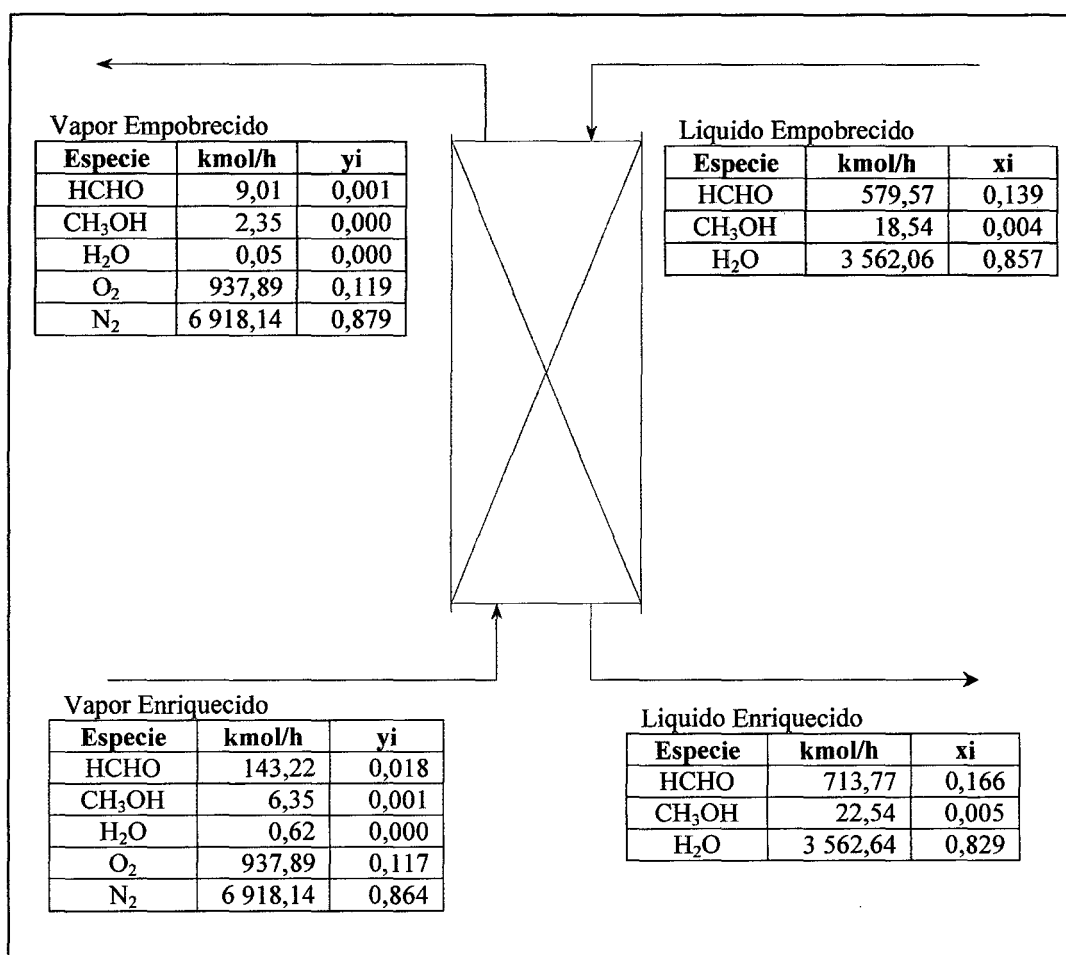 Vapor Empobrecido
Especie kmol/h yi
HCHO 9,01 0,001
CH₃OH 2,35 0,000
H₂O 0,05 0,000
O₂ 937,89 0,119
N₂ 6 918,14 0,879
Liquido Empobrecido
Especie kmol/h xi
HCHO 579,57 0,139
CH₃OH 18,54 0,004
H₂O 3 562,06 0,857
Vapor Enriquecido
Especie kmol/h yi
HCHO 143,22 0,018
CH₃OH 6,35 0,001
H₂O 0,62 0,000
O₂ 937,89 0,117
N₂ 6 918,14 0,864
Liquido Enriquecido
Especie kmol/h xi
HCHO 713,77 0,166
CH₃OH 22,54 0,005
H₂O 3 562,64 0,829